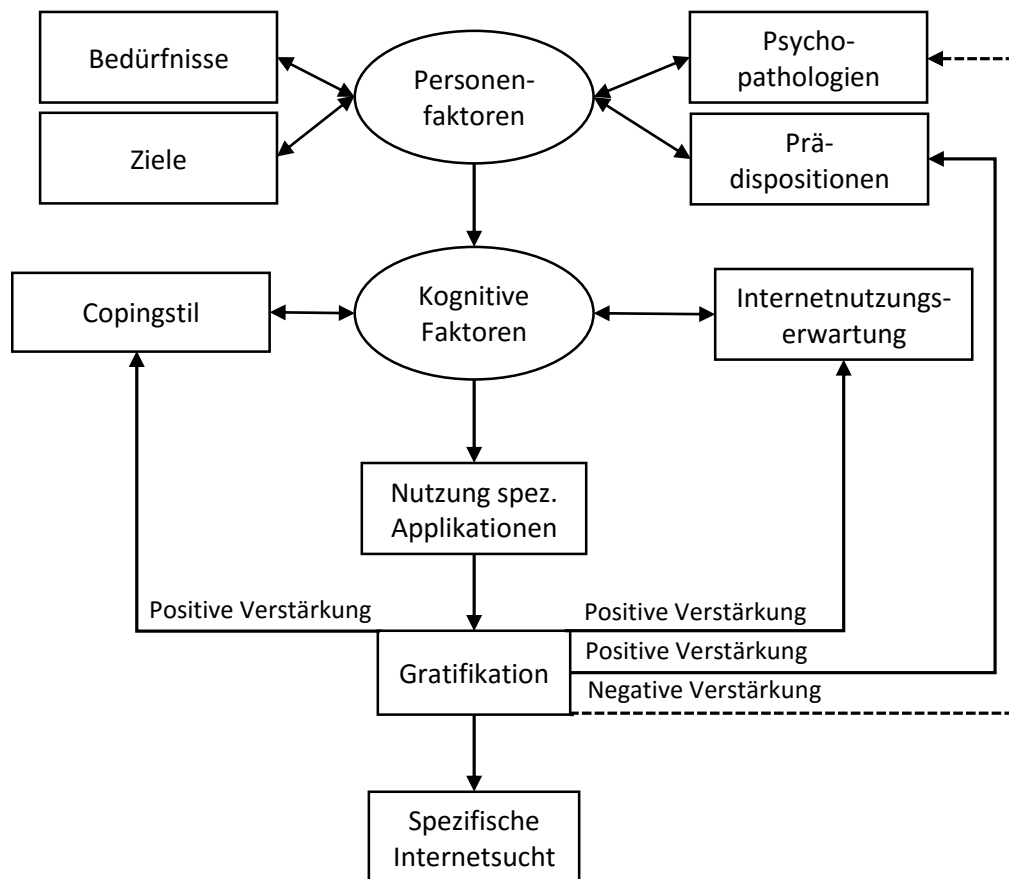 Bedürfnisse
Personen-
faktoren
Psycho-
pathologien
Ziele
Prä-
dispositionen
Copingstil
Kognitive
Faktoren
Internetnutzungs-
erwartung
Nutzung spez.
Applikationen
Positive Verstärkung
Positive Verstärkung
Positive Verstärkung
Gratifikation
Negative Verstärkung
Spezifische
Internetsucht